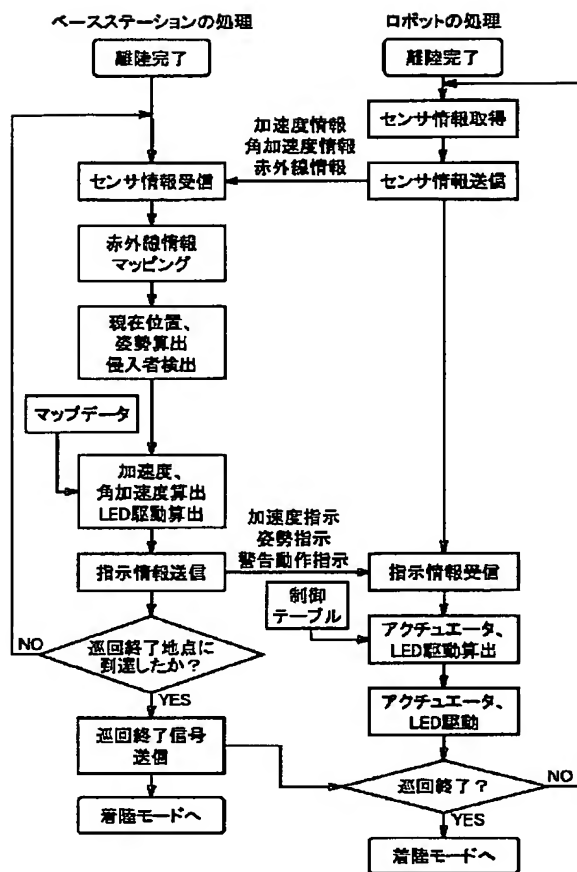 ベースステーションの処理
離陸完了
センサ情報受信
赤外線情報
マッピング
現在位置、
姿勢算出
侵入者検出
マップデータ
加速度、
角加速度算出
LED駆動算出
指示情報送信
巡回終了地点に
到達したか?
NO
YES
巡回終了信号
送信
着陸モードへ
加速度情報
角加速度情報
赤外線情報
加速度指示
姿勢指示
警告動作指示
ロボットの処理
離陸完了
センサ情報取得
センサ情報送信
指示情報受信
制御
テーブル
アクチュエータ、
LED駆動算出
アクチュエータ、
LED駆動
巡回終了?
NO
YES
着陸モードへ